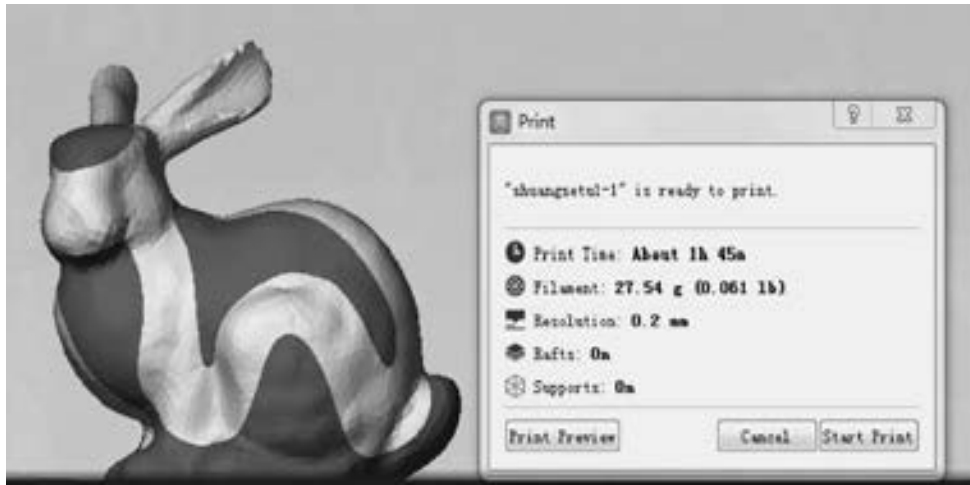 Print
"shuangsetu1-1" is ready to print.
Print Time: About 1h 45m
Filament: 27.54 g (0.061 lb)
Resolution: 0.2 mm
Rafts: On
Supports: On
Print Preview
Cancel
Start Print